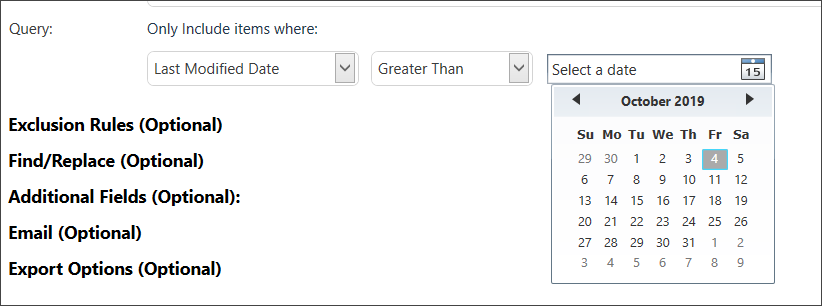 Query: Only Include items where:
Last Modified Date Greater Than Select a date 15
October 2019
Su Mo Tu We Th Fr Sa
29 30 1 2 3 4 5
6 7 8 9 10 11 12
13 14 15 16 17 18 19
20 21 22 23 24 25 26
27 28 29 30 31 1 2
3 4 5 6 7 8 9
Exclusion Rules (Optional)
Find/Replace (Optional)
Additional Fields (Optional):
Email (Optional)
Export Options (Optional)